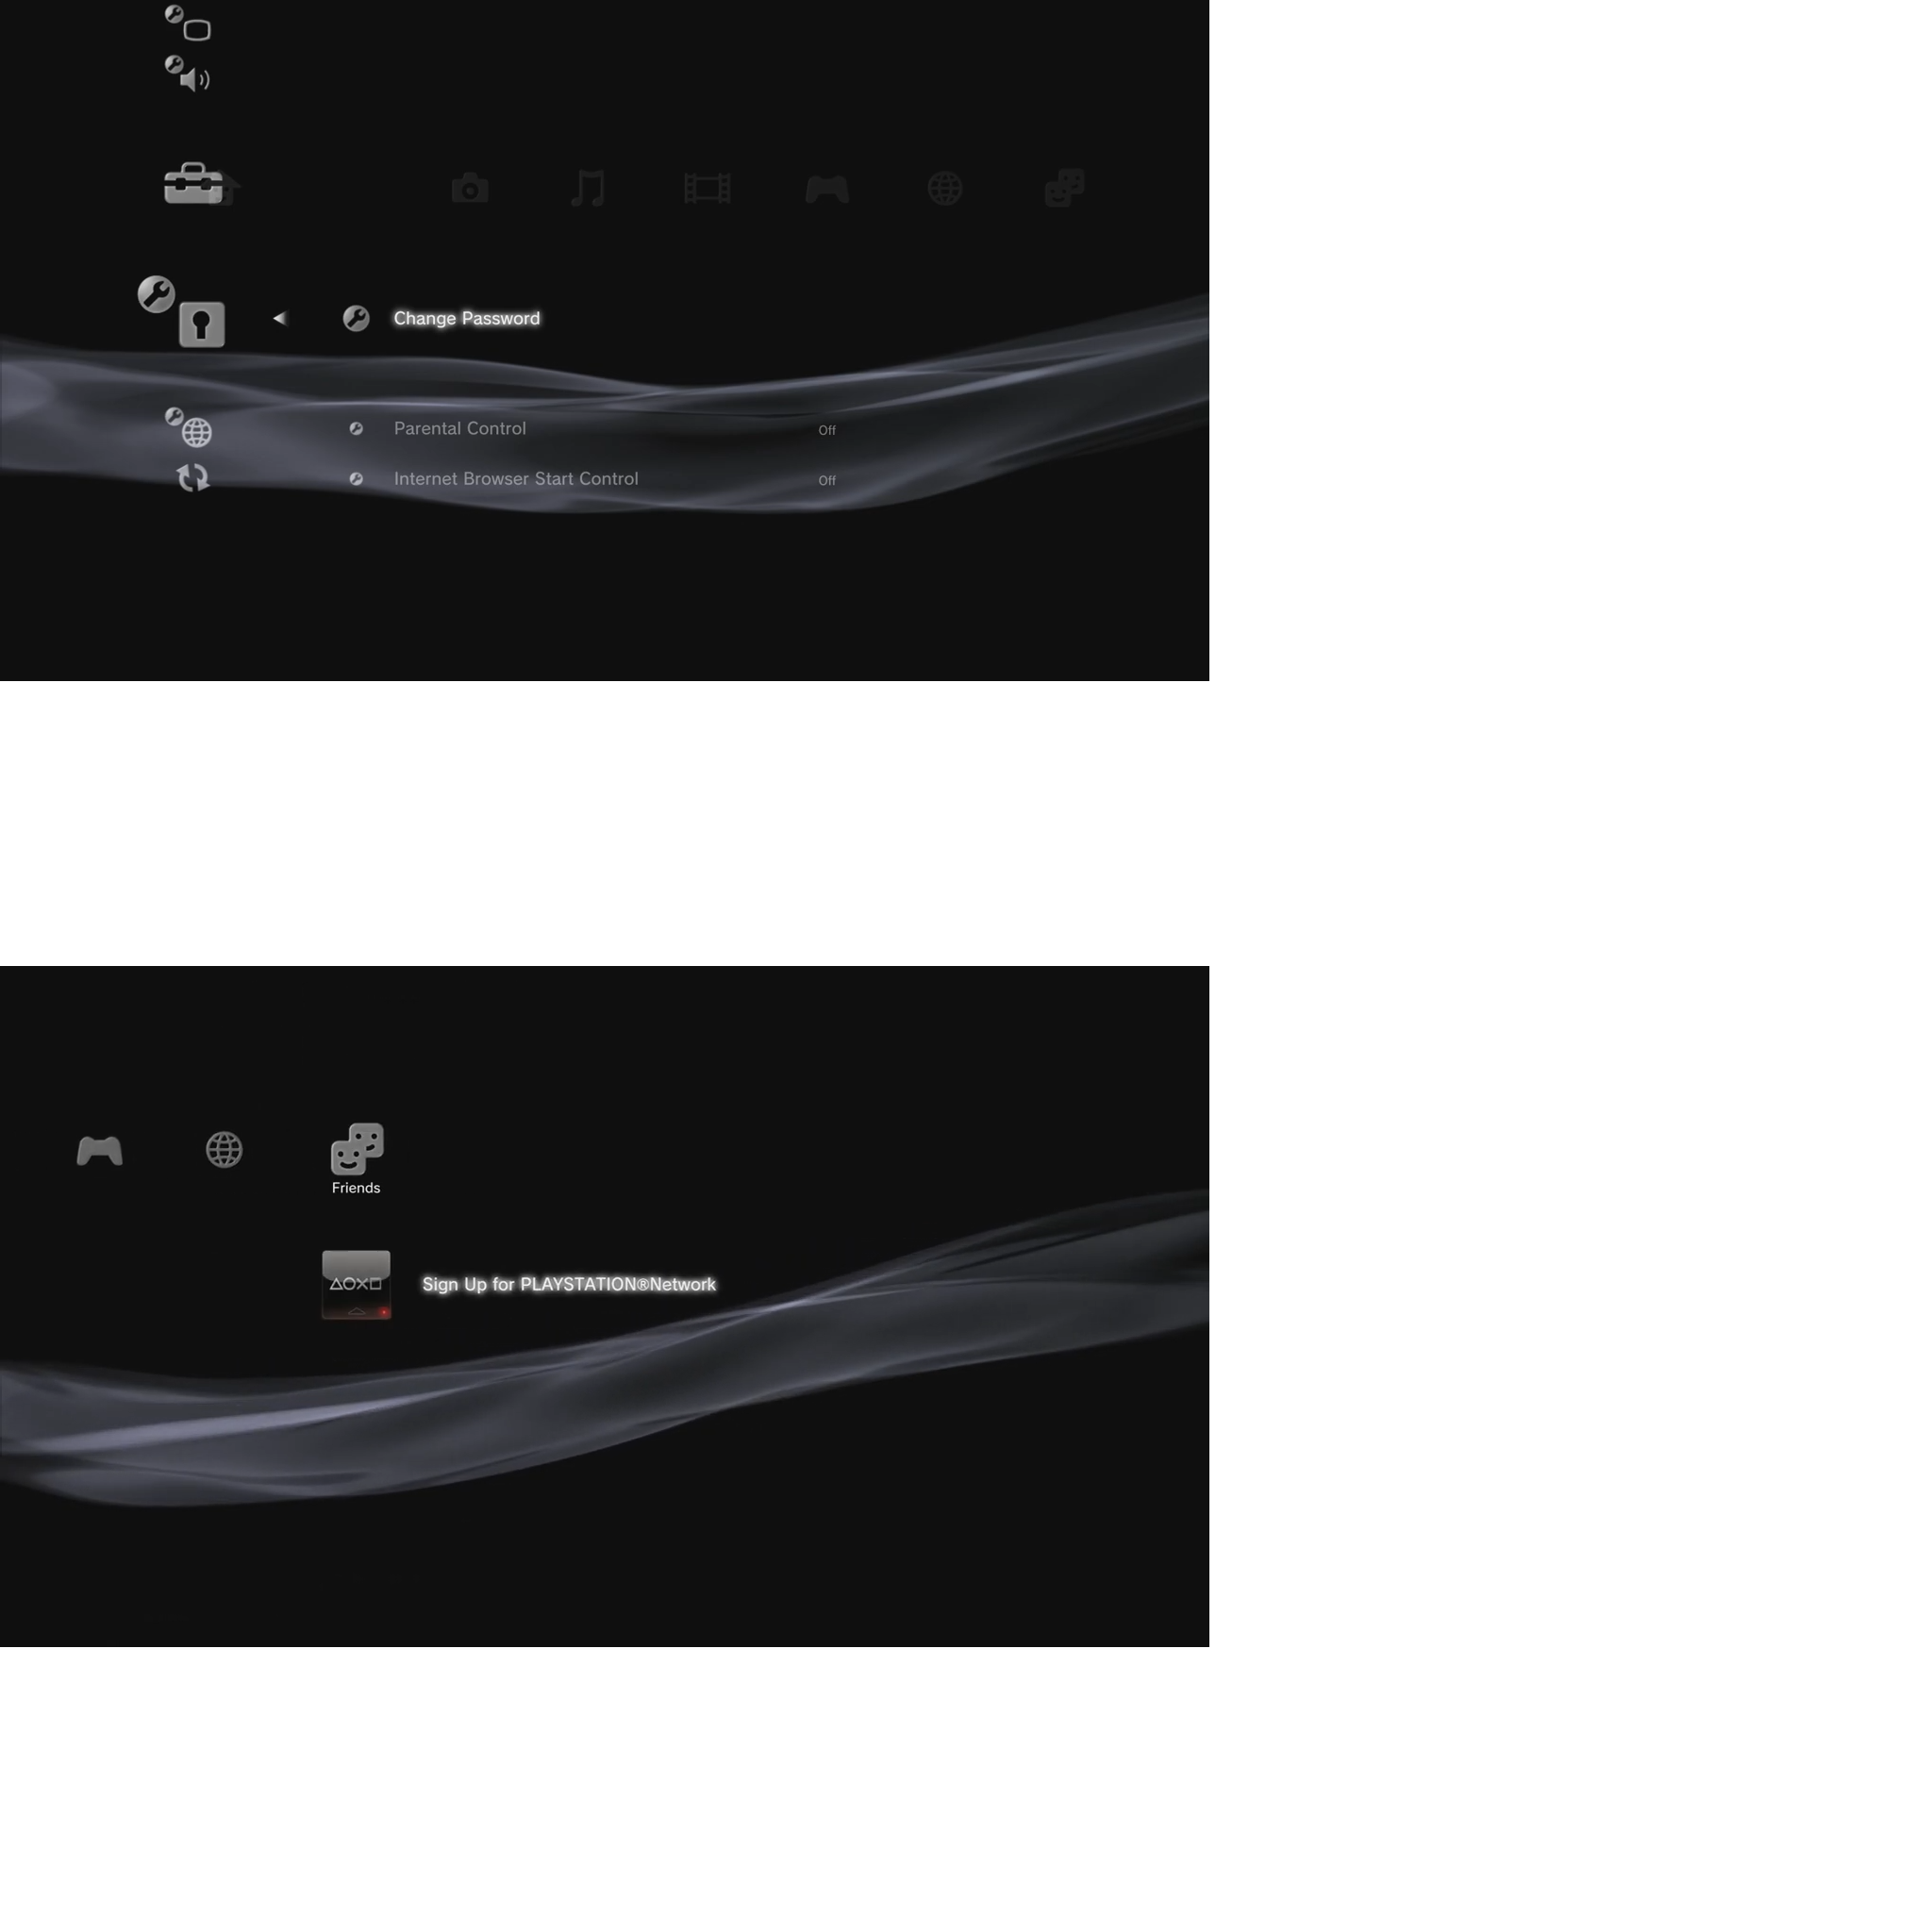 Change Password
Parental Control Off
Internet Browser Start Control Off
Friends
Sign Up for PLAYSTATION®Network